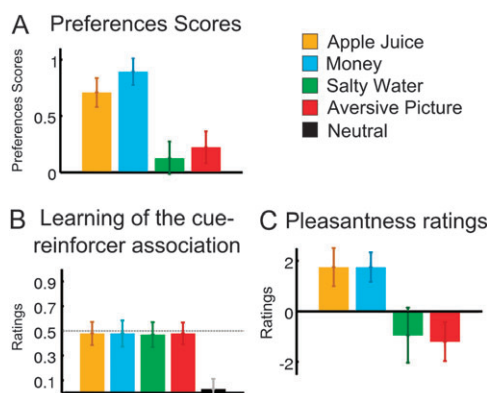 A Preferences Scores
Preferences Scores
1
0.5
0
Apple Juice
Money
Salty Water
Aversive Picture
Neutral
B Learning of the cue-
reinforcer association
Ratings
0.9
0.7
0.5
0.3
0.1
C Pleasantness ratings
Ratings
2
0
-2